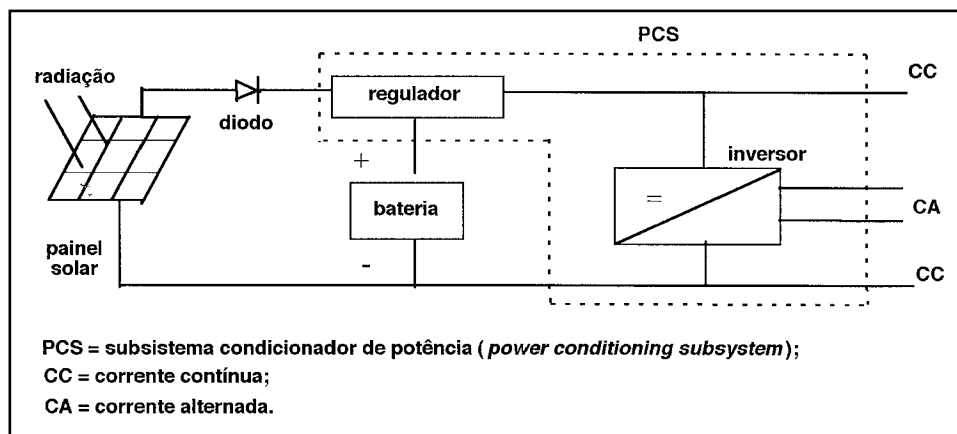 PCS
radiação
CC
regulador
diodo
inversor
+
=
bateria
CA
painel
solar
-
CC
PCS = subsistema condicionador de potência ( power conditioning subsystem);
CC = corrente contínua;
CA = corrente alternada.